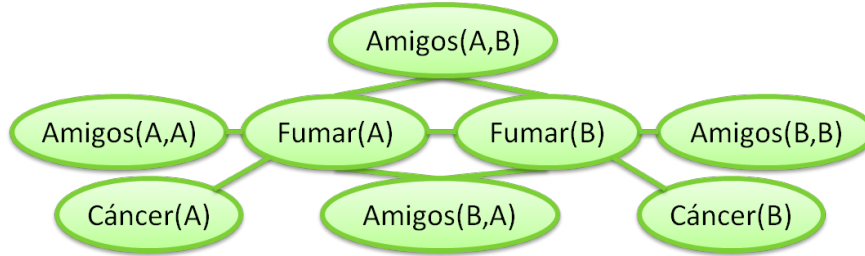 Amigos(A,B)
Amigos(A,A)
Fumar(A)
Fumar(B)
Amigos(B,B)
Cáncer(A)
Amigos(B,A)
Cáncer(B)